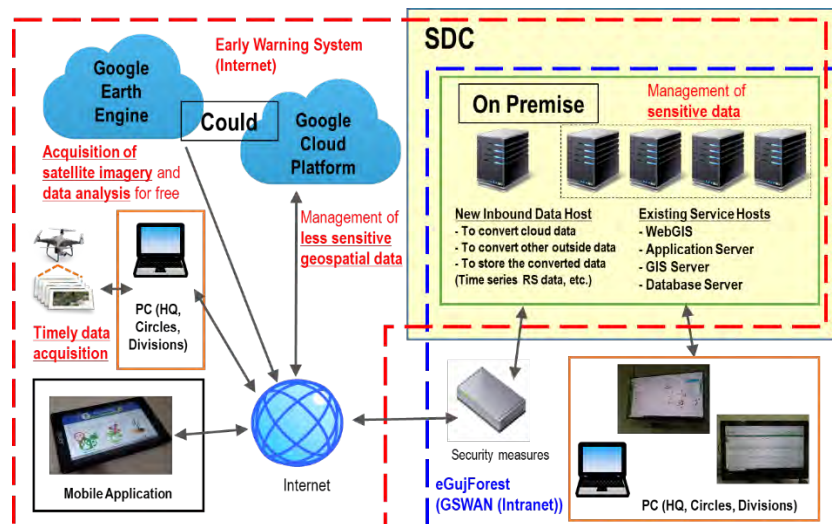 Early Warning System
(Internet)
SDC
Google
Earth
Engine
Could
Google
Cloud
Platform
On Premise
Management of
sensitive data
Acquisition of
satellite imagery and
data analysis for free
Management of
less sensitive
geospatial data
New Inbound Data Host
- To convert cloud data
- To convert other outside data
- To store the converted data
(Time series RS data, etc.)
Existing Service Hosts
- WebGIS
- Application Server
- GIS Server
- Database Server
Timely data
acquisition
PC (HQ,
Circles,
Divisions)
Mobile Application
Internet
Security measures
eGujForest
(GSWAN (Intranet))
PC (HQ, Circles, Divisions)